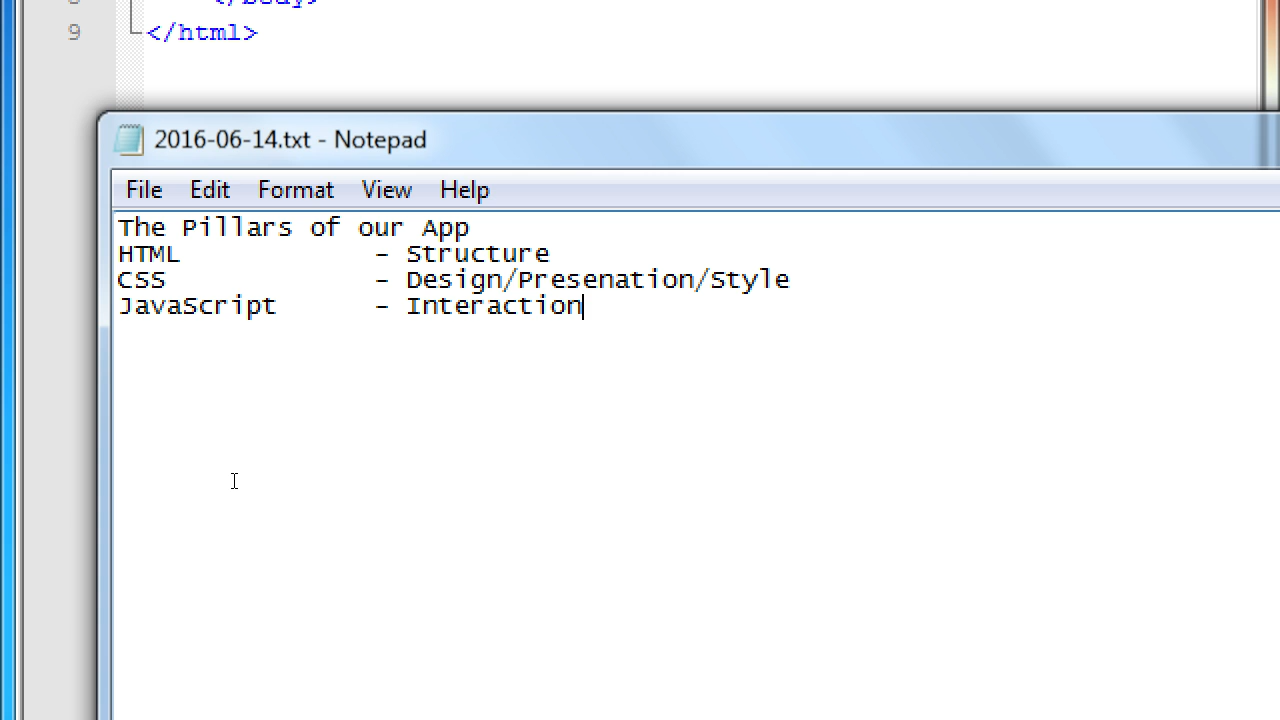 </body>
9 </html>
2016-06-14.txt - Notepad
File Edit Format View Help
The Pillars of our App
HTML - Structure
CSS - Design/Presenation/Style
JavaScript - Interaction